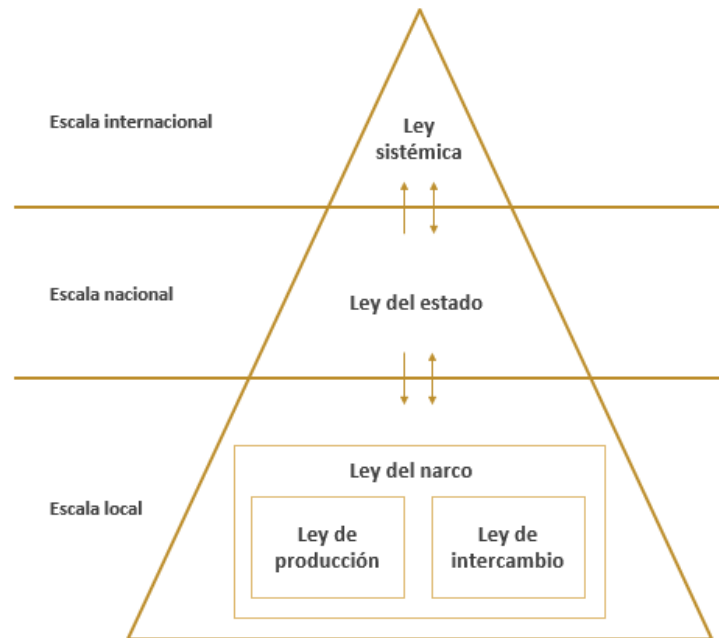 Escala internacional
Ley
sistémica
Escala nacional
Ley del estado
Ley del narco
Escala local
Ley de
producción
Ley de
intercambio